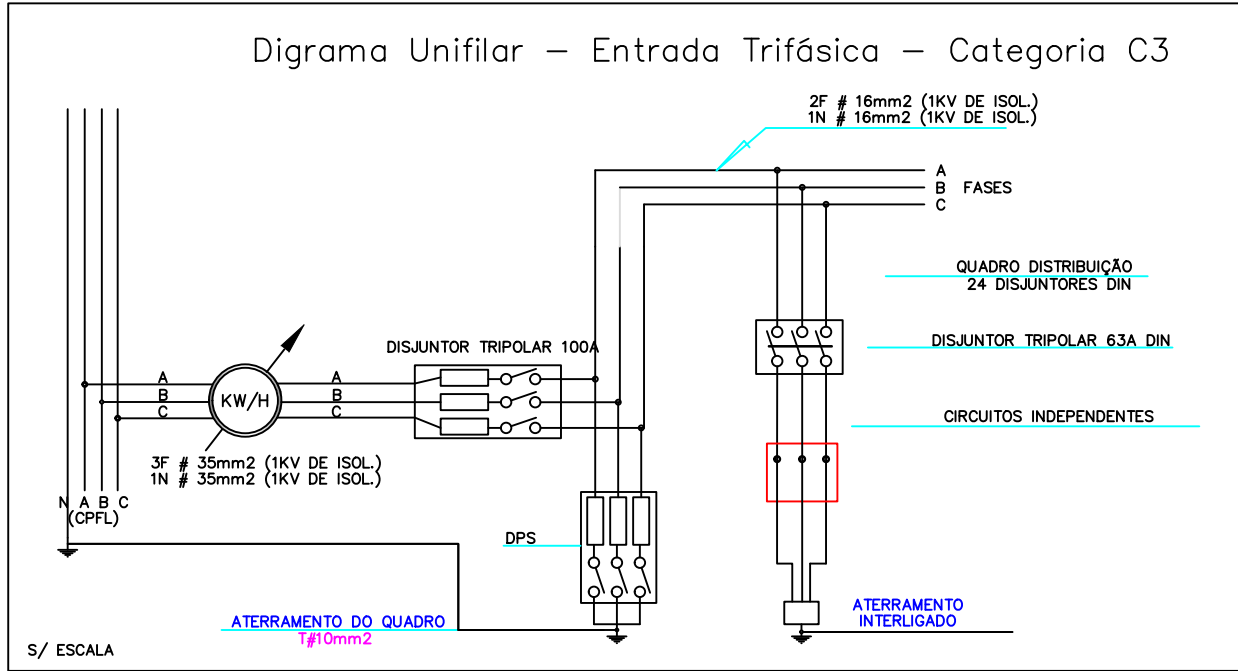 Digrama Unifilar – Entrada Trifásica – Categoria C3
2F # 16mm2 (1KV DE ISOL.)
1N # 16mm2 (1KV DE ISOL.)
A
B FASES
C
QUADRO DISTRIBUIÇÃO
24 DISJUNTORES DIN
DISJUNTOR TRIPOLAR 63A DIN
CIRCUITOS INDEPENDENTES
DISJUNTOR TRIPOLAR 100A
A
B
C
KW/H
A
B
C
3F # 35mm2 (1KV DE ISOL.)
1N # 35mm2 (1KV DE ISOL.)
N A B C
(CPFL)
DPS
ATERRAMENTO DO QUADRO
T#10mm2
ATERRAMENTO
INTERLIGADO
S/ ESCALA